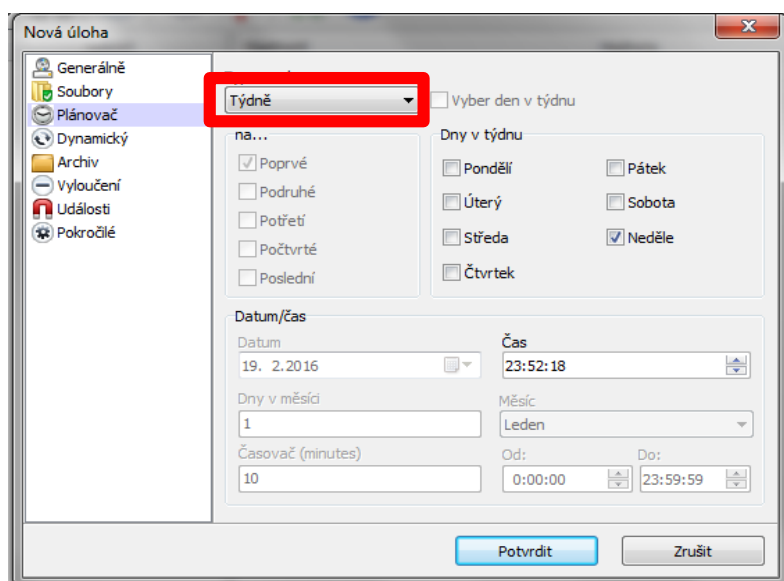 Nová úloha
Generálně
Soubory
Plánovač
Dynamický
Archiv
Vyloučení
Události
Pokročilé
Týdně
Vyber den v týdnu
na...
Poprvé
Podruhé
Potřetí
Počtvrté
Poslední
Dny v týdnu
Pondělí
Pátek
Úterý
Sobota
Středa
Neděle
Čtvrtek
Datum/čas
Datum
Čas
19. 2.2016
23:52:18
Dny v měsíci
Měsíc
1
Leden
Časovač (minutes)
Od:
Do:
10
0:00:00
23:59:59
Potvrdit
Zrušit